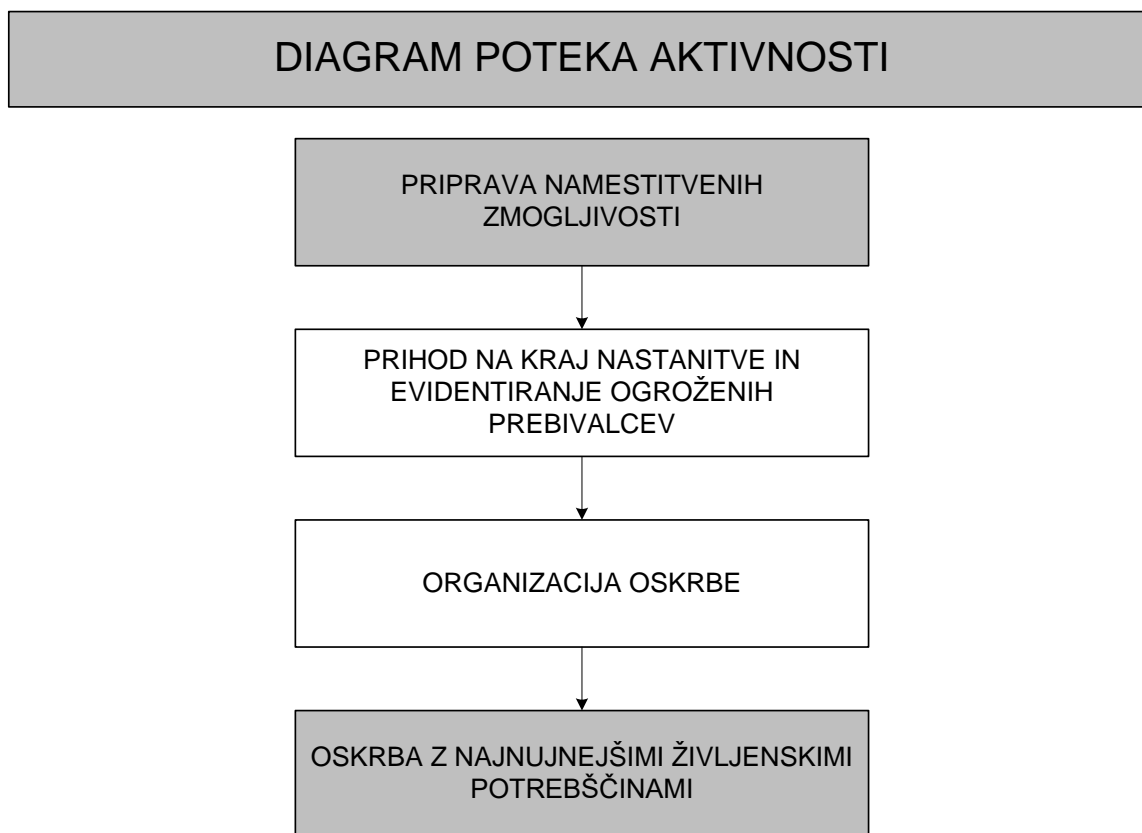 DIAGRAM POTEKA AKTIVNOSTI
PRIPRAVA NAMESTITVENIH
ZMOGLJIVOSTI
PRIHOD NA KRAJ NASTANITVE IN
EVIDENTIRANJE OGROŽENIH
PREBIVALCEV
ORGANIZACIJA OSKRBE
OSKRBA Z NAJNUJNEJŠIMI ŽIVLJENSKIMI
POTREBŠČINAMI